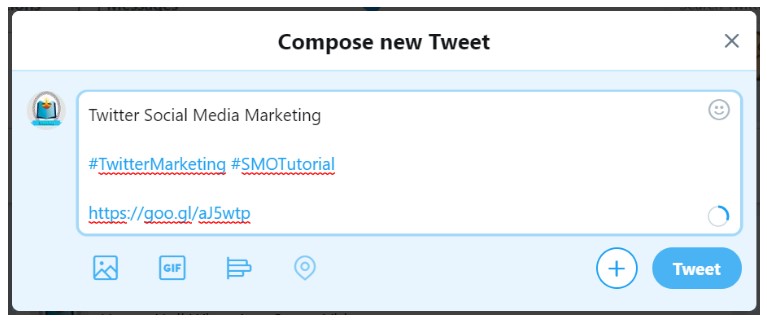 Compose new Tweet
Twitter Social Media Marketing
#TwitterMarketing #SMOTutorial
https://goo.gl/aJ5wtp
GIF
Tweet